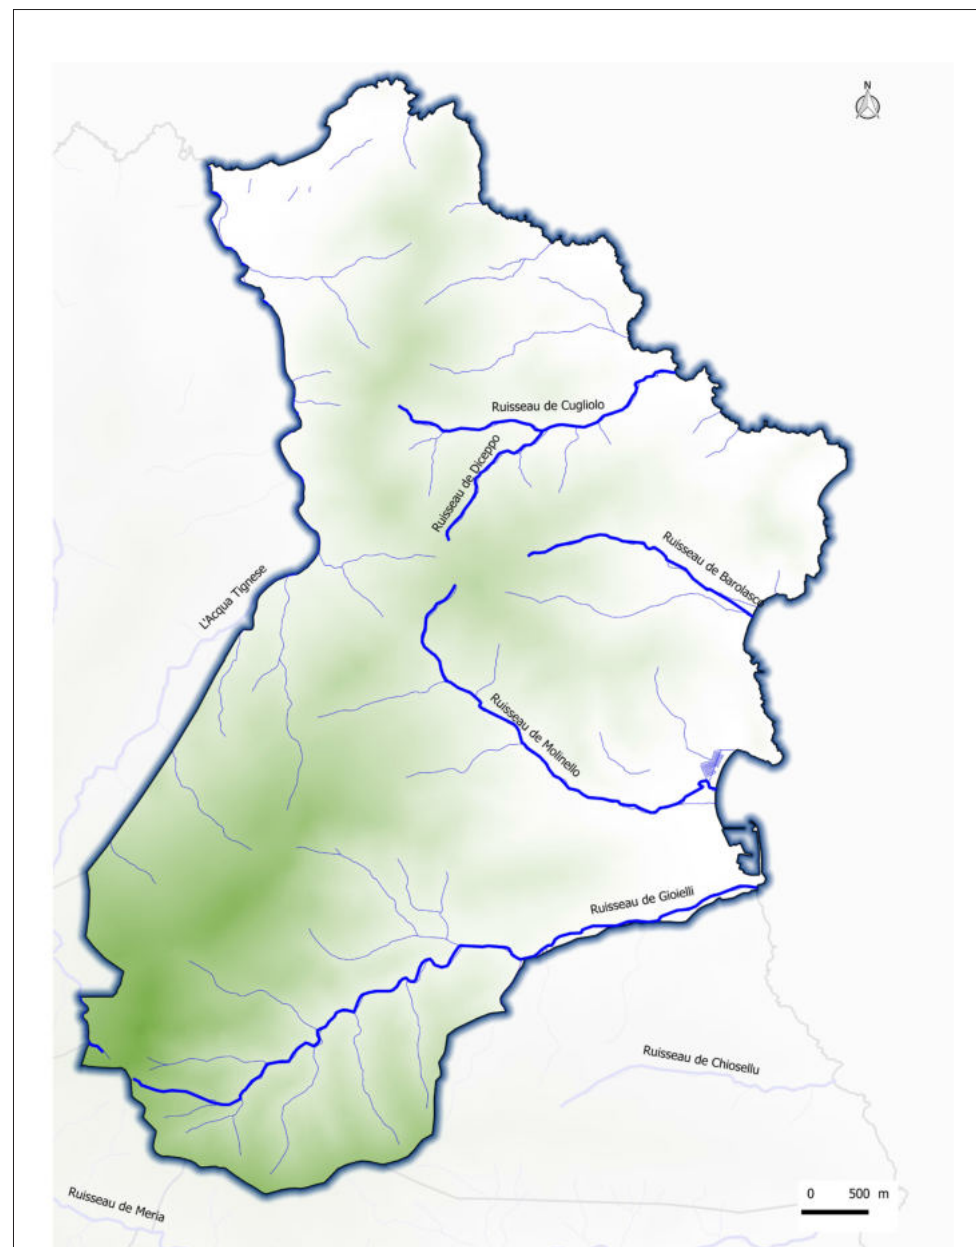 N
Ruisseau de Cugliolo
Ruisseau de Diceppo
Ruisseau de Barolasco
L'Acqua Tignese
Ruisseau de Molinello
Ruisseau de Gioielli
Ruisseau de Chiosellu
Ruisseau de Meria
0 500 m